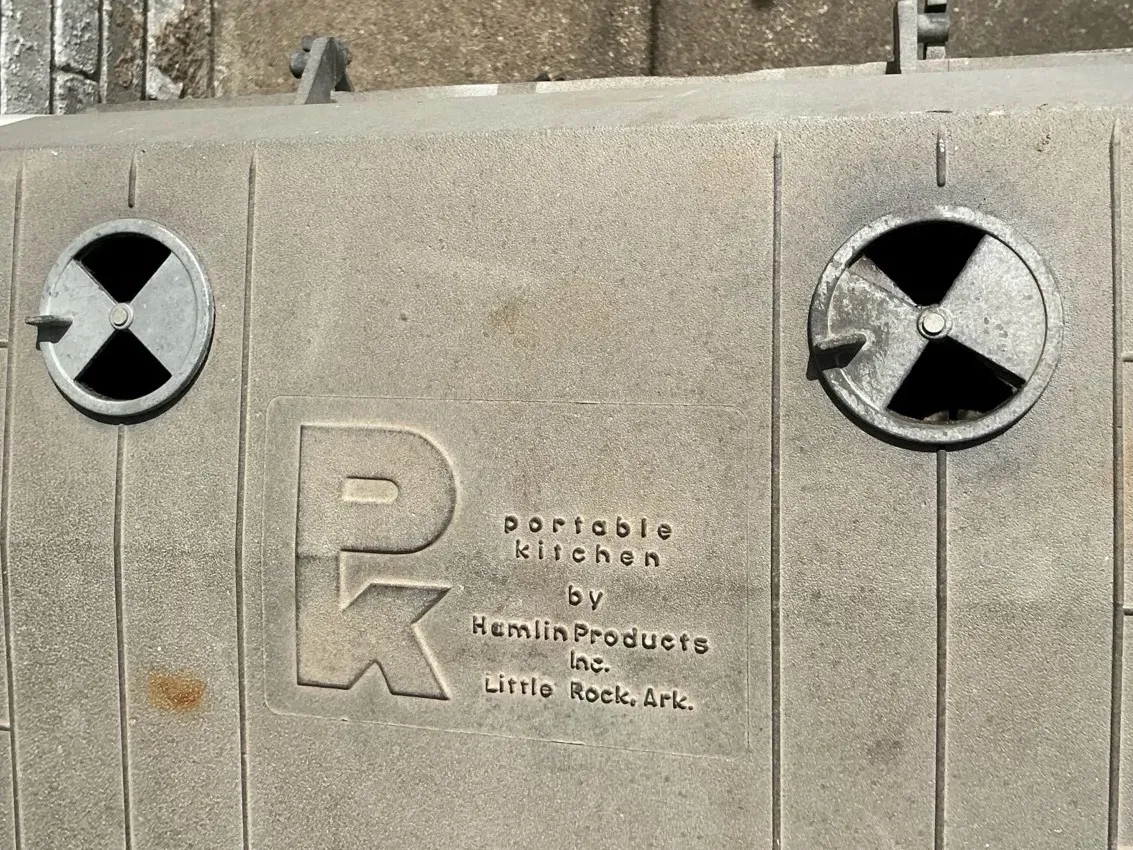 Pk
portable
kitchen
by
Hamlin Products
Inc.
Little Rock, Ark.